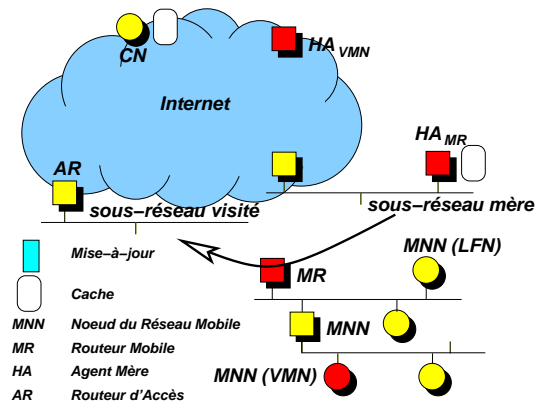 CN
HA VMN
Internet
AR
HA MR
sous–réseau visité
sous–réseau mère
MNN (LFN)
Mise–à–jour
MR
Cache
MNN Noeud du Réseau Mobile
MNN
MR Routeur Mobile
HA Agent Mère
MNN (VMN)
AR Routeur d'Accès